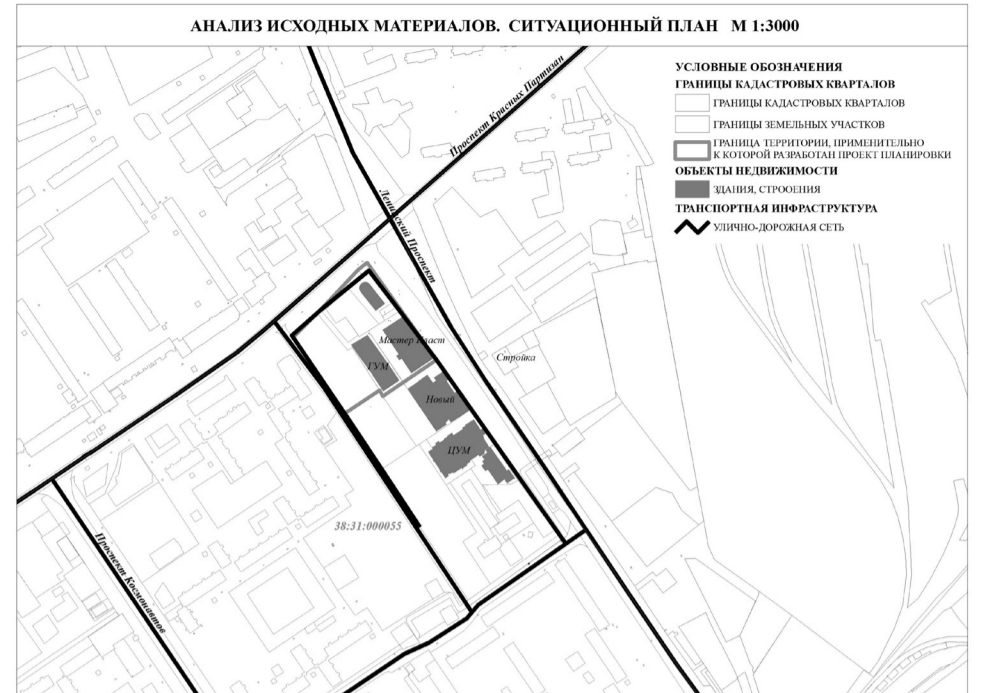 АНАЛИЗ ИСХОДНЫХ МАТЕРИАЛОВ. СИТУАЦИОННЫЙ ПЛАН М 1:3000
УСЛОВНЫЕ ОБОЗНАЧЕНИЯ
ГРАНИЦЫ КАДАСТРОВЫХ КВАРТАЛОВ
ГРАНИЦЫ КАДАСТРОВЫХ КВАРТАЛОВ
ГРАНИЦЫ ЗЕМЕЛЬНЫХ УЧАСТКОВ
ГРАНИЦА ТЕРРИТОРИИ, ПРИМЕНИТЕЛЬНО
К КОТОРОЙ РАЗРАБОТАН ПРОЕКТ ПЛАНИРОВКИ
ОБЪЕКТЫ НЕДВИЖИМОСТИ
ЗДАНИЯ, СТРОЕНИЯ
ТРАНСПОРТНАЯ ИНФРАСТРУКТУРА
УЛИЧНО-ДОРОЖНАЯ СЕТЬ
Проспект Красных Партизан
Ленинский Проспект
Мастер Пласт
Стройка
ГУМ
Новый
ЦУМ
38:31:000055
Проспект Космонавтов